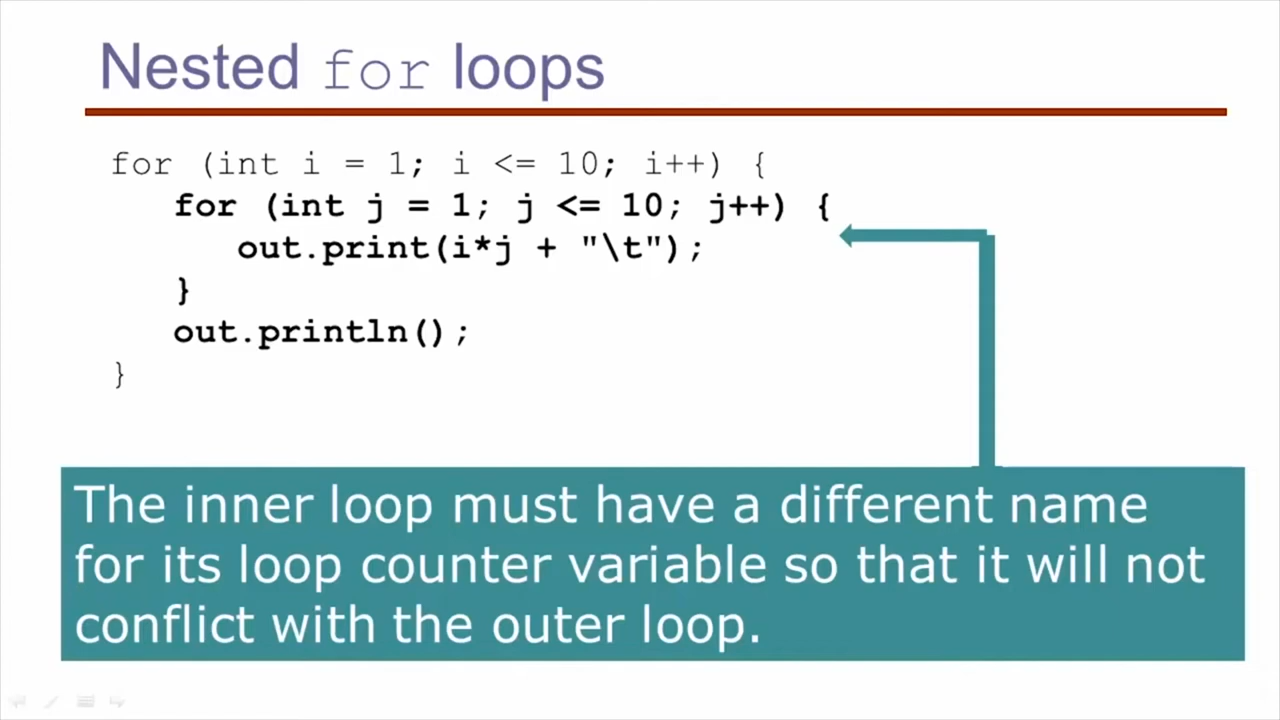 Nested for loops
for (int i = 1; i <= 10; i++) {
for (int j = 1; j <= 10; j++) {
out.print(i*j + "\t");
}
out.println();
}
The inner loop must have a different name
for its loop counter variable so that it will not
conflict with the outer loop.